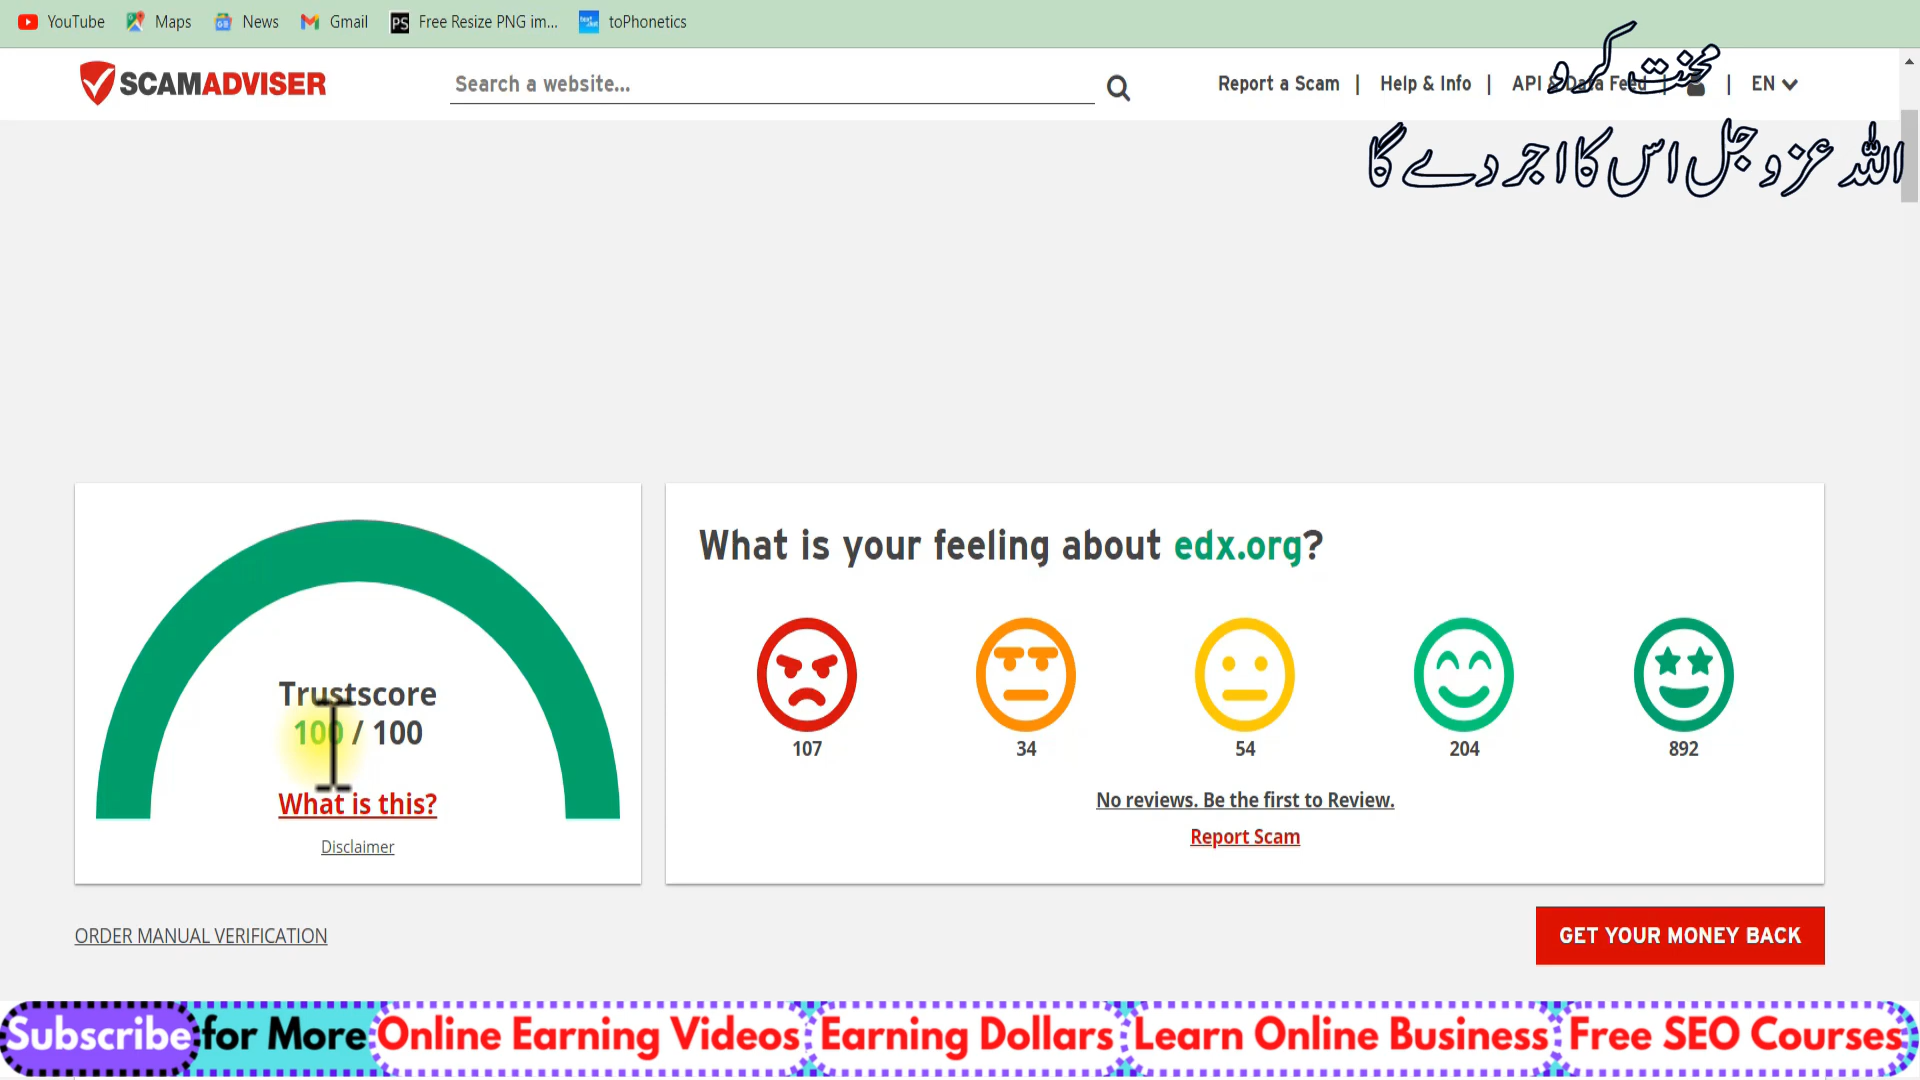 YouTube Maps News Gmail Free Resize PNG im... toPhonetics
SCAMADVISER Search a website... Report a Scam | Help & Info | API & Data Feed | | EN
محنت کرو
اللہ عزوجل اس کا اجر دے گا
What is your feeling about edx.org?
Trustscore
100 / 100
107 34 54 204 892
What is this?
No reviews. Be the first to Review.
Report Scam
Disclaimer
ORDER MANUAL VERIFICATION
GET YOUR MONEY BACK
Subscribe for More Online Earning Videos Earning Dollars Learn Online Business Free SEO Courses